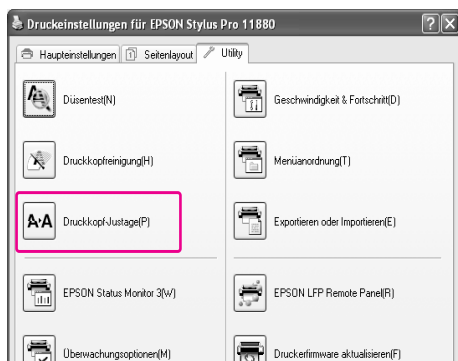 Druckeinstellungen für EPSON Stylus Pro 11880
Haupteinstellungen Seitenlayout Utility
Düsentest(N)
Geschwindigkeit & Fortschritt(D)
Druckkopfreinigung(H)
Menüanordnung(T)
A›A Druckkopf-Justage(P)
Exportieren oder Importieren(E)
EPSON Status Monitor 3(W)
EPSON LFP Remote Panel(R)
Überwachungsoptionen(M)
Druckerfirmware aktualisieren(F)